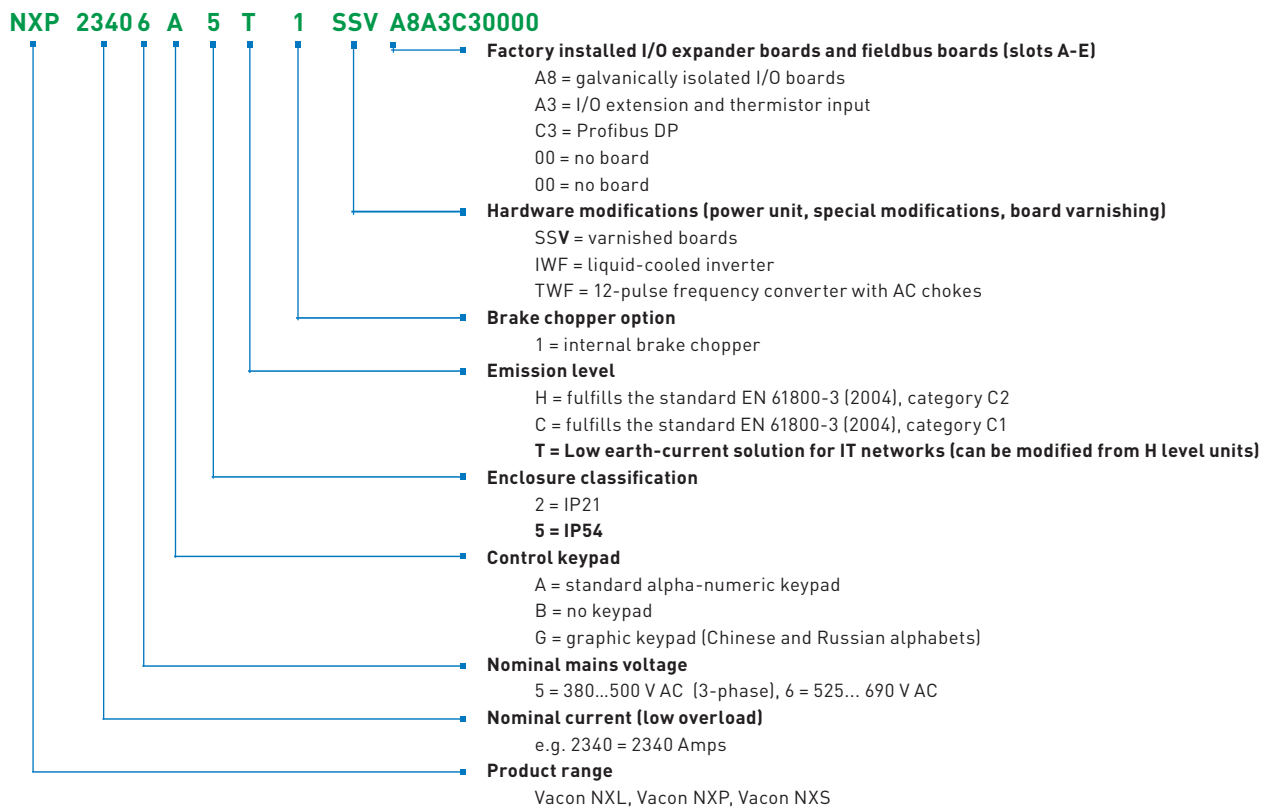 NXP 2340 6 A 5 T 1 SSV A8A3C30000
Factory installed I/O expander boards and fieldbus boards (slots A-E)
A8 = galvanically isolated I/O boards
A3 = I/O extension and thermistor input
C3 = Profibus DP
00 = no board
00 = no board
Hardware modifications (power unit, special modifications, board varnishing)
SSV = varnished boards
IWF = liquid-cooled inverter
TWF = 12-pulse frequency converter with AC chokes
Brake chopper option
1 = internal brake chopper
Emission level
H = fulfills the standard EN 61800-3 (2004), category C2
C = fulfills the standard EN 61800-3 (2004), category C1
T = Low earth-current solution for IT networks (can be modified from H level units)
Enclosure classification
2 = IP21
5 = IP54
Control keypad
A = standard alpha-numeric keypad
B = no keypad
G = graphic keypad (Chinese and Russian alphabets)
Nominal mains voltage
5 = 380...500 V AC (3-phase), 6 = 525... 690 V AC
Nominal current (low overload)
e.g. 2340 = 2340 Amps
Product range
Vacon NXL, Vacon NXP, Vacon NXS